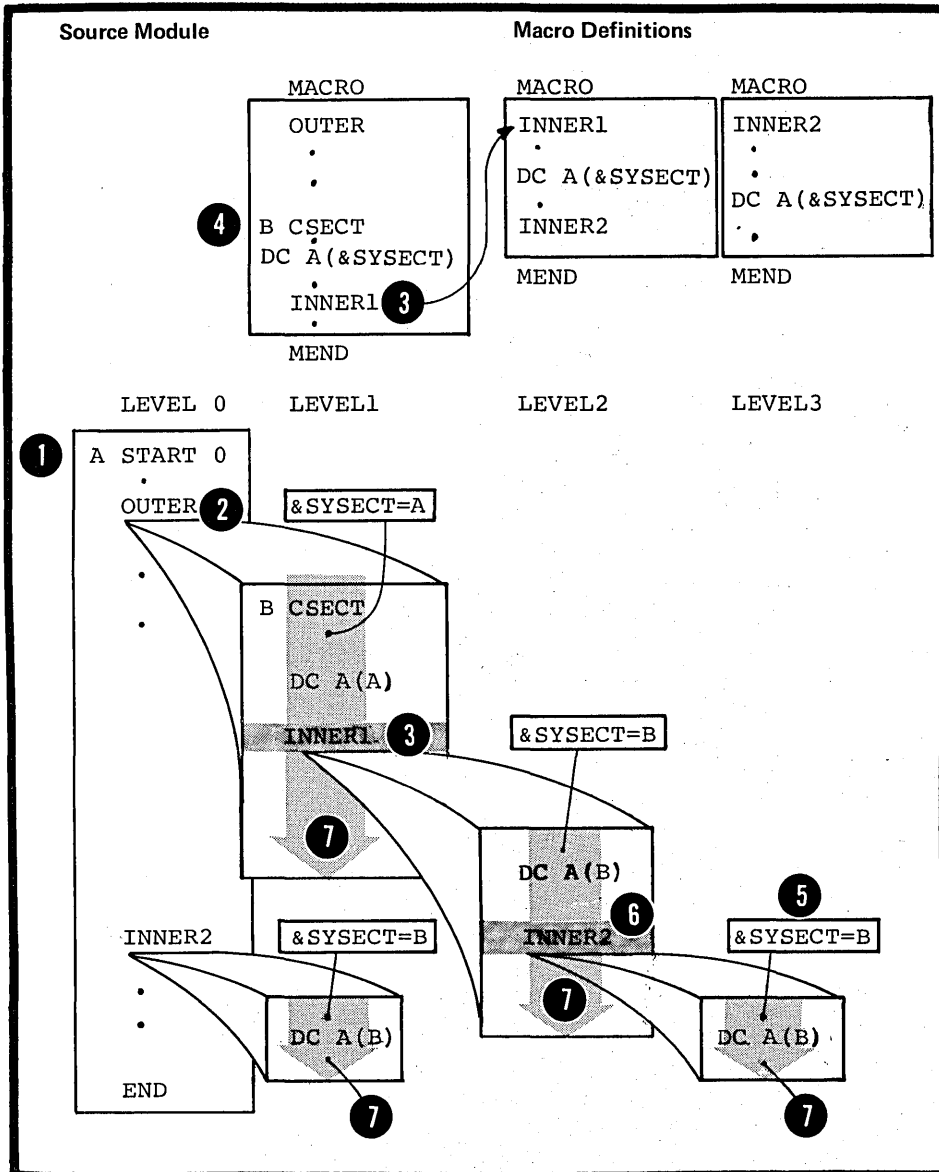 Source Module
Macro Definitions
MACRO
OUTER
.
.
4
B CSECT
.
DC A(&SYSECT)
.
INNER1 3
.
MEND
MACRO
INNER1
.
DC A(&SYSECT)
.
INNER2
MEND
MACRO
INNER2
.
.
DC A(&SYSECT)
.
MEND
LEVEL 0 LEVEL1 LEVEL2 LEVEL3
1
A START 0
.
OUTER 2
&SYSECT=A
.
.
B CSECT
DC A(A)
INNER1 3
7
&SYSECT=B
DC A(B)
6
INNER2
7
5
&SYSECT=B
DC A(B)
7
INNER2
&SYSECT=B
.
.
DC A(B)
7
END